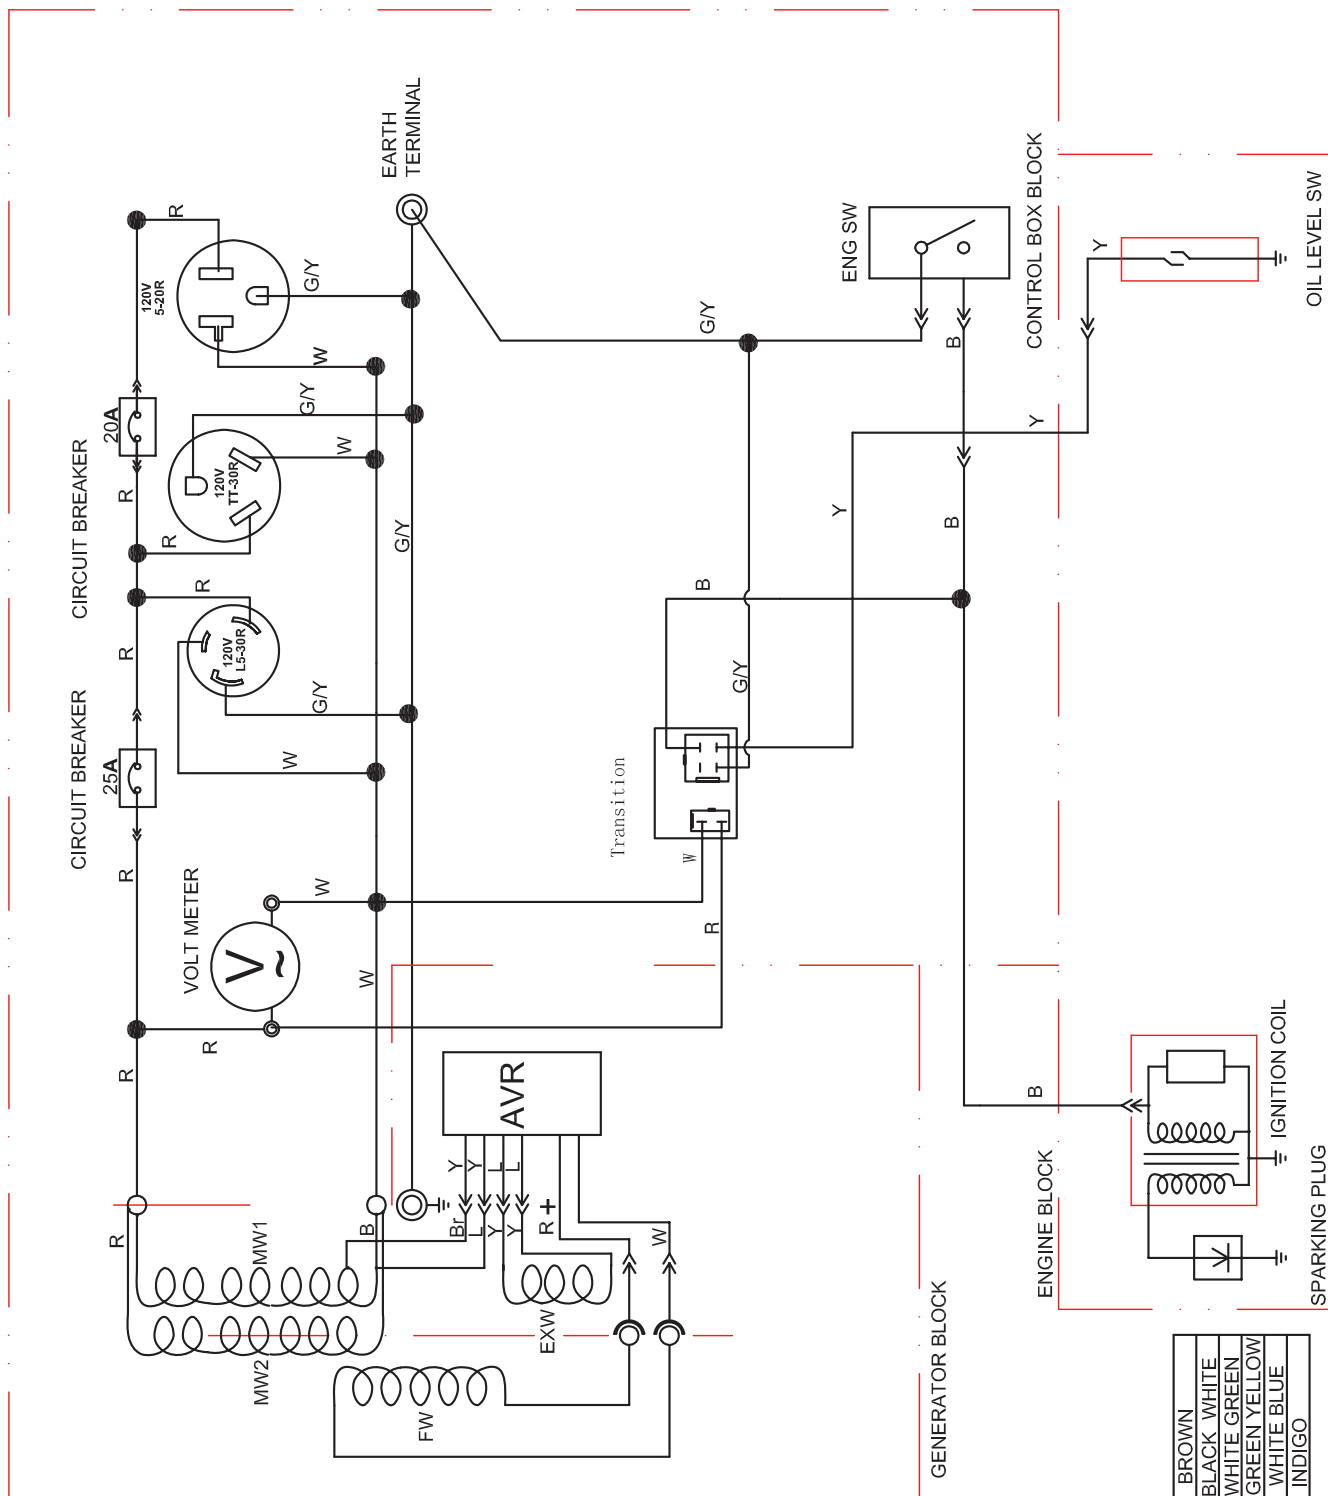 EARTH
TERMINAL
R
120V
5-20R
G/Y
W
CIRCUIT BREAKER
20A
G/Y
W
R
120V
TT-30R
R
G/Y
R
120V
L5-30R
R
G/Y
W
CIRCUIT BREAKER
25A
R
VOLT METER
V
~
W
W
R
R
ENG SW
CONTROL BOX BLOCK
G/Y
B
Y
Y
OIL LEVEL SW
Y
B
B
G/Y
Transition
W
R
AVR
Y
Y
L
L
Br
L
Y
Y
R
+
W
R
B
MW1
MW2
EXW
FW
GENERATOR BLOCK
ENGINE BLOCK
B
IGNITION COIL
SPARKING PLUG
BROWN
BLACK WHITE
WHITE GREEN
GREEN YELLOW
WHITE BLUE
INDIGO